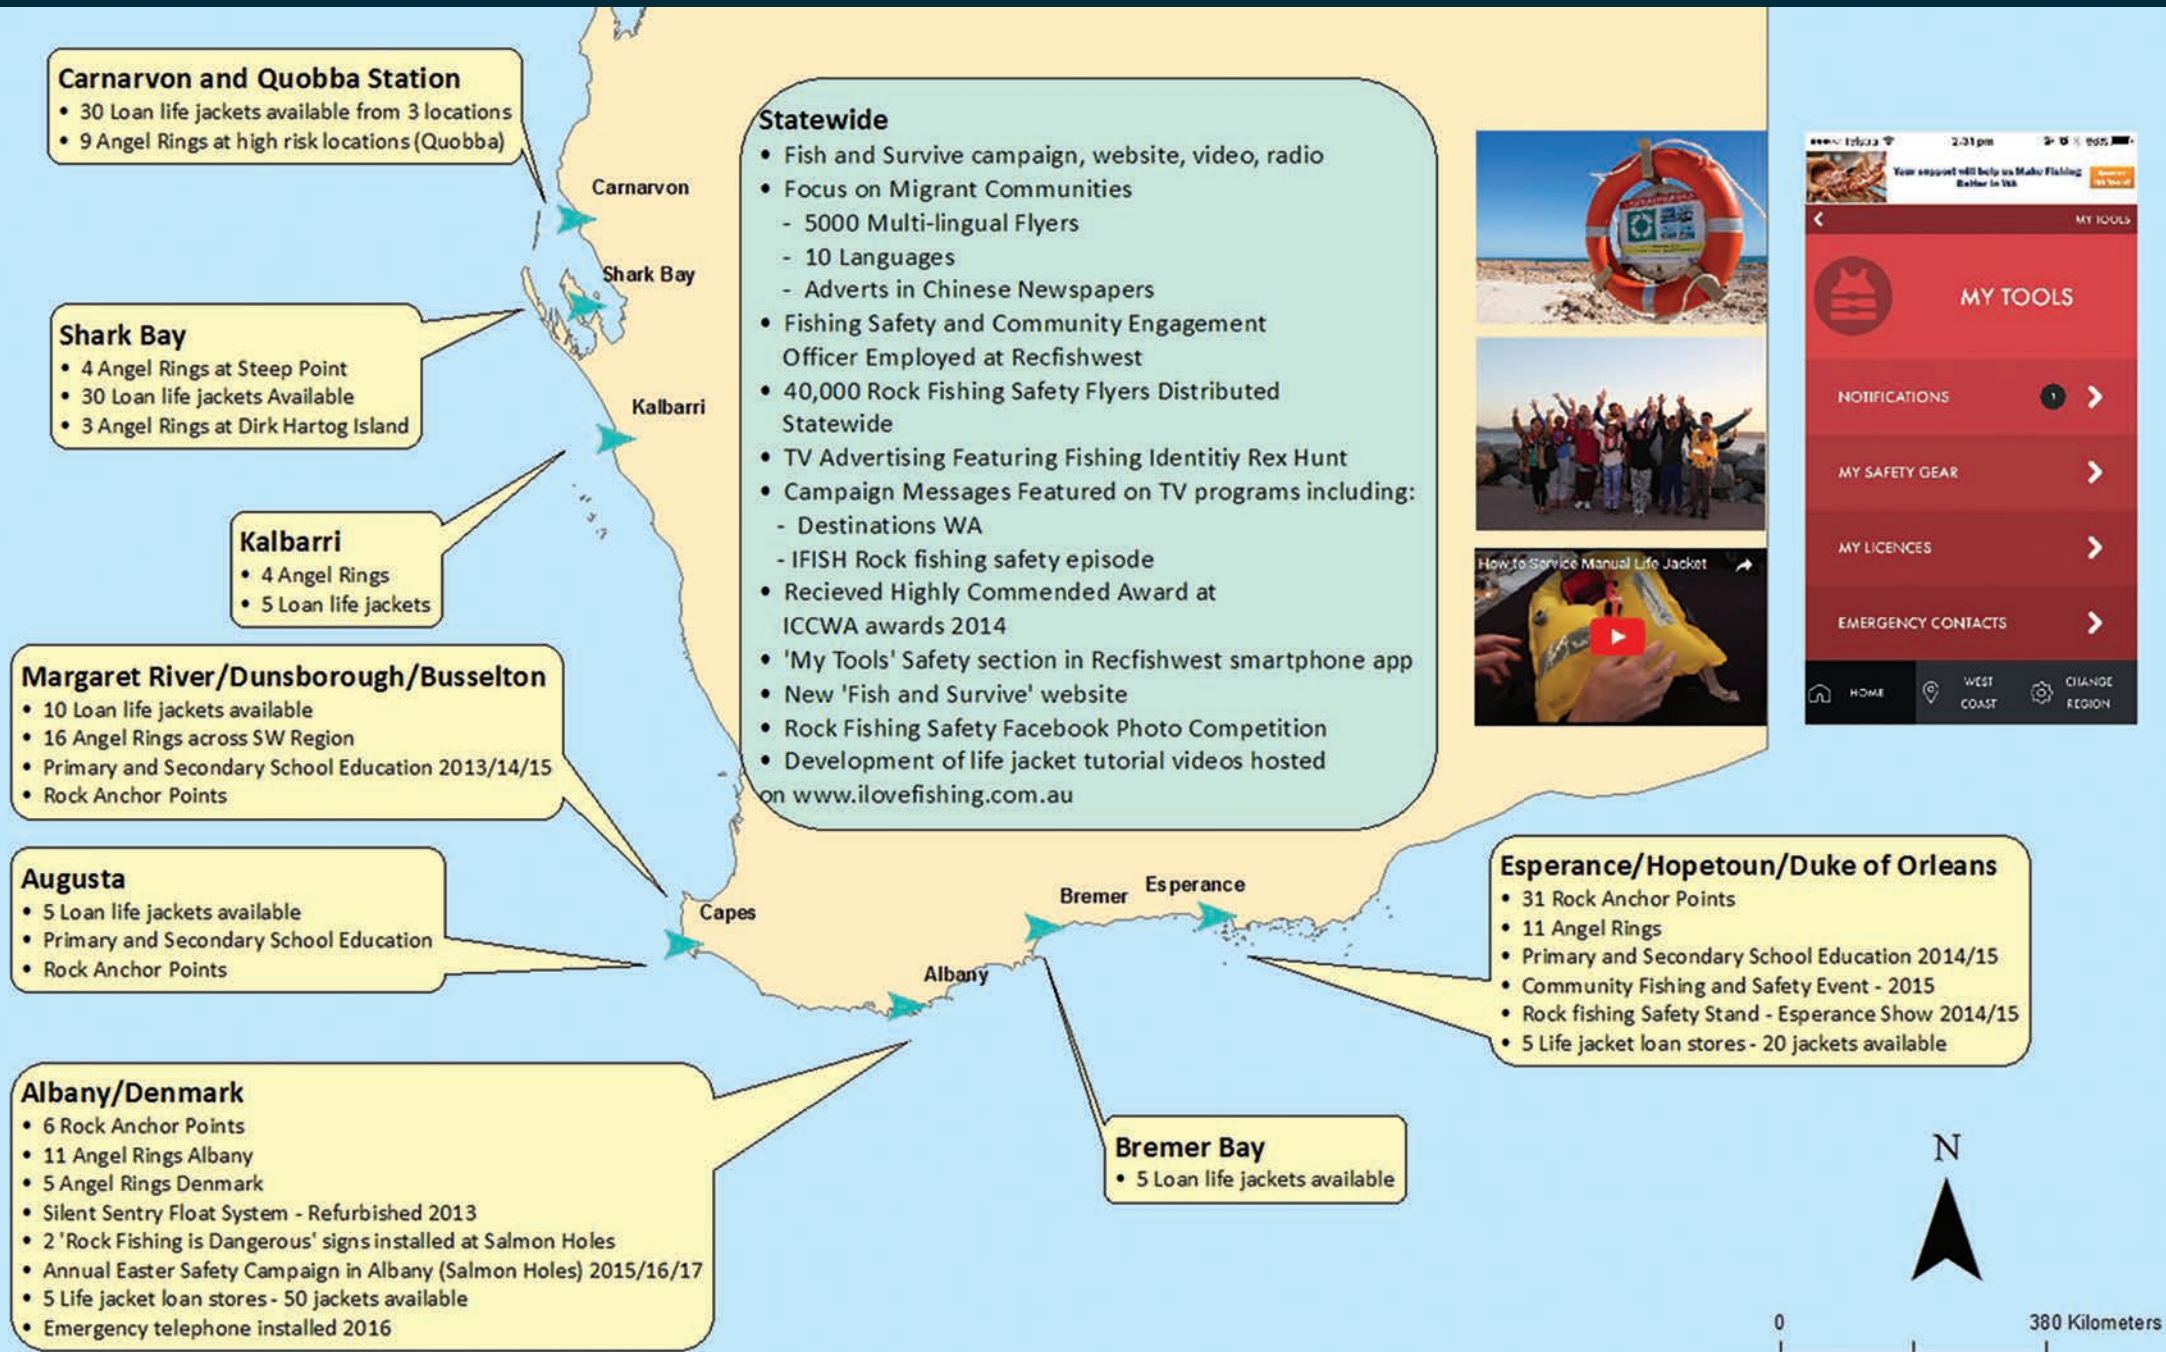 Carnarvon and Quobba Station
• 30 Loan life jackets available from 3 locations
• 9 Angel Rings at high risk locations (Quobba)
Carnarvon
Shark Bay
Shark Bay
• 4 Angel Rings at Steep Point
• 30 Loan life jackets Available
• 3 Angel Rings at Dirk Hartog Island
Kalbarri
Kalbarri
• 4 Angel Rings
• 5 Loan life jackets
Margaret River/Dunsborough/Busselton
• 10 Loan life jackets available
• 16 Angel Rings across SW Region
• Primary and Secondary School Education 2013/14/15
• Rock Anchor Points
Augusta
• 5 Loan life jackets available
• Primary and Secondary School Education
• Rock Anchor Points
Capes
Albany/Denmark
• 6 Rock Anchor Points
• 11 Angel Rings Albany
• 5 Angel Rings Denmark
• Silent Sentry Float System - Refurbished 2013
• 2 'Rock Fishing is Dangerous' signs installed at Salmon Holes
• Annual Easter Safety Campaign in Albany (Salmon Holes) 2015/16/17
• 5 Life jacket loan stores - 50 jackets available
• Emergency telephone installed 2016
Statewide
• Fish and Survive campaign, website, video, radio
• Focus on Migrant Communities
- 5000 Multi-lingual Flyers
- 10 Languages
- Adverts in Chinese Newspapers
• Fishing Safety and Community Engagement
Officer Employed at Recfishwest
• 40,000 Rock Fishing Safety Flyers Distributed
Statewide
• TV Advertising Featuring Fishing Identitiy Rex Hunt
• Campaign Messages Featured on TV programs including:
- Destinations WA
- IFISH Rock fishing safety episode
• Recieved Highly Commended Award at
ICCWA awards 2014
• 'My Tools' Safety section in Recfishwest smartphone app
• New 'Fish and Survive' website
• Rock Fishing Safety Facebook Photo Competition
• Development of life jacket tutorial videos hosted
on www.ilovefishing.com.au
Albany
Bremer
Esperance
Bremer Bay
• 5 Loan life jackets available
Esperance/Hopetoun/Duke of Orleans
• 31 Rock Anchor Points
• 11 Angel Rings
• Primary and Secondary School Education 2014/15
• Community Fishing and Safety Event - 2015
• Rock fishing Safety Stand - Esperance Show 2014/15
• 5 Life jacket loan stores - 20 jackets available
How to Service Manual Life Jacket
Telstra 2:31 pm
Your support will help us Make Fishing
Better in WA
MY TOOLS
MY TOOLS
NOTIFICATIONS 1
MY SAFETY GEAR
MY LICENCES
EMERGENCY CONTACTS
HOME
WEST
COAST
CHANGE
REGION
N
0 380 Kilometers